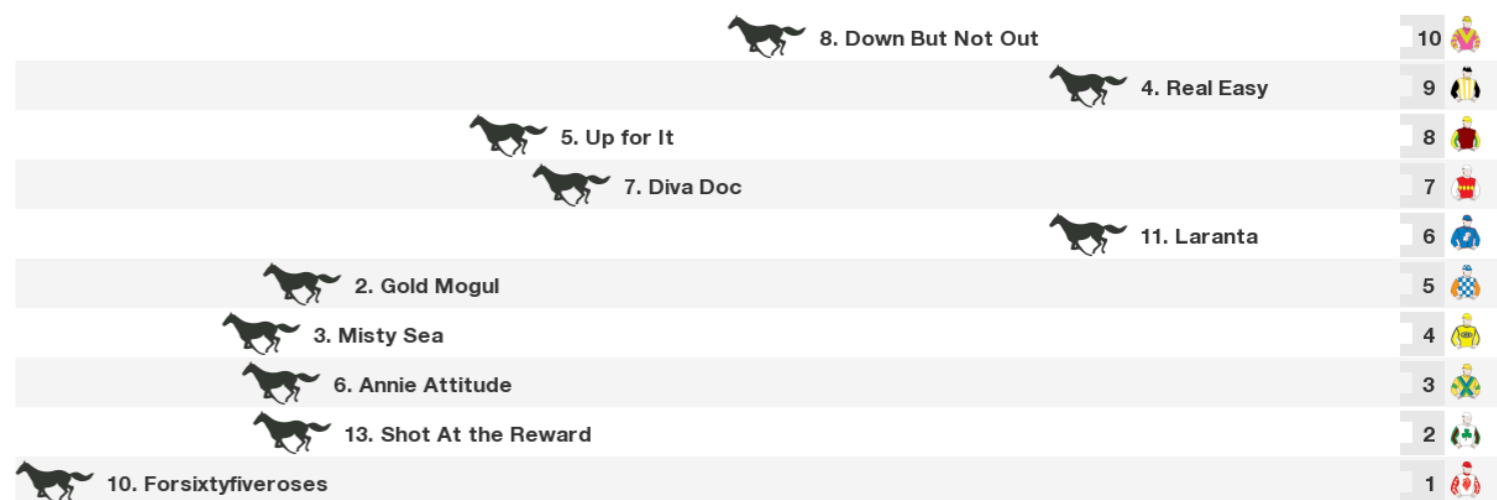 8. Down But Not Out 10
4. Real Easy 9
5. Up for It 8
7. Diva Doc 7
11. Laranta 6
2. Gold Mogul 5
3. Misty Sea 4
6. Annie Attitude 3
13. Shot At the Reward 2
10. Forsixtyfiveroses 1